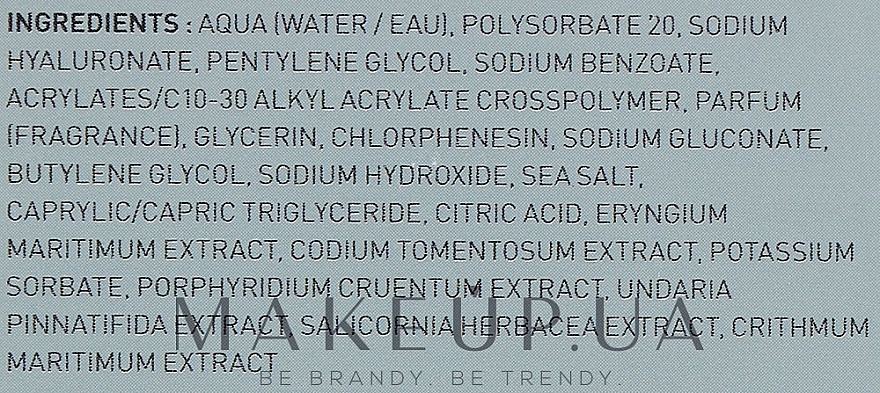 INGREDIENTS : AQUA (WATER / EAU), POLYSORBATE 20, SODIUM
HYALURONATE, PENTYLENE GLYCOL, SODIUM BENZOATE,
ACRYLATES/C10-30 ALKYL ACRYLATE CROSSPOLYMER, PARFUM
(FRAGRANCE), GLYCERIN, CHLORPHENESIN, SODIUM GLUCONATE,
BUTYLENE GLYCOL, SODIUM HYDROXIDE, SEA SALT,
CAPRYLIC/CAPRIC TRIGLYCERIDE, CITRIC ACID, ERYNGIUM
MARITIMUM EXTRACT, CODIUM TOMENTOSUM EXTRACT, POTASSIUM
SORBATE, PORPHYRIDIUM CRUENTUM EXTRACT, UNDARIA
PINNATIFIDA EXTRACT, SALICORNIA HERBACEA EXTRACT, CRITHMUM
MARITIMUM EXTRACT
MAKEUP.UA
BE BRANDY. BE TRENDY.